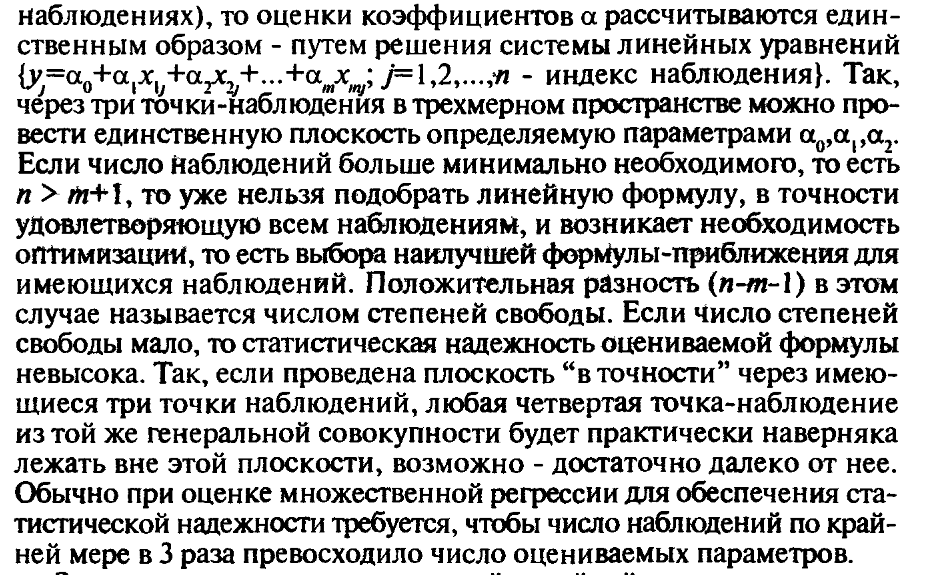 наблюдениях), то оценки коэффициентов α рассчитываются един-
ственным образом - путем решения системы линейных уравнений
{yⱼ=α₀+α₁x₁ⱼ+α₂x₂ⱼ+...+αₘxₘⱼ; j=1,2,...,n - индекс наблюдения}. Так,
через три точки-наблюдения в трехмерном пространстве можно про-
вести единственную плоскость определяемую параметрами α₀,α₁,α₂.
Если число наблюдений больше минимально необходимого, то есть
n > m+1, то уже нельзя подобрать линейную формулу, в точности
удовлетворяющую всем наблюдениям, и возникает необходимость
оптимизации, то есть выбора наилучшей формулы-приближения для
имеющихся наблюдений. Положительная разность (n-m-1) в этом
случае называется числом степеней свободы. Если число степеней
свободы мало, то статистическая надежность оцениваемой формулы
невысока. Так, если проведена плоскость “в точности” через имею-
щиеся три точки наблюдений, любая четвертая точка-наблюдение
из той же генеральной совокупности будет практически наверняка
лежать вне этой плоскости, возможно - достаточно далеко от нее.
Обычно при оценке множественной регрессии для обеспечения ста-
тистической надежности требуется, чтобы число наблюдений по край-
ней мере в 3 раза превосходило число оцениваемых параметров.